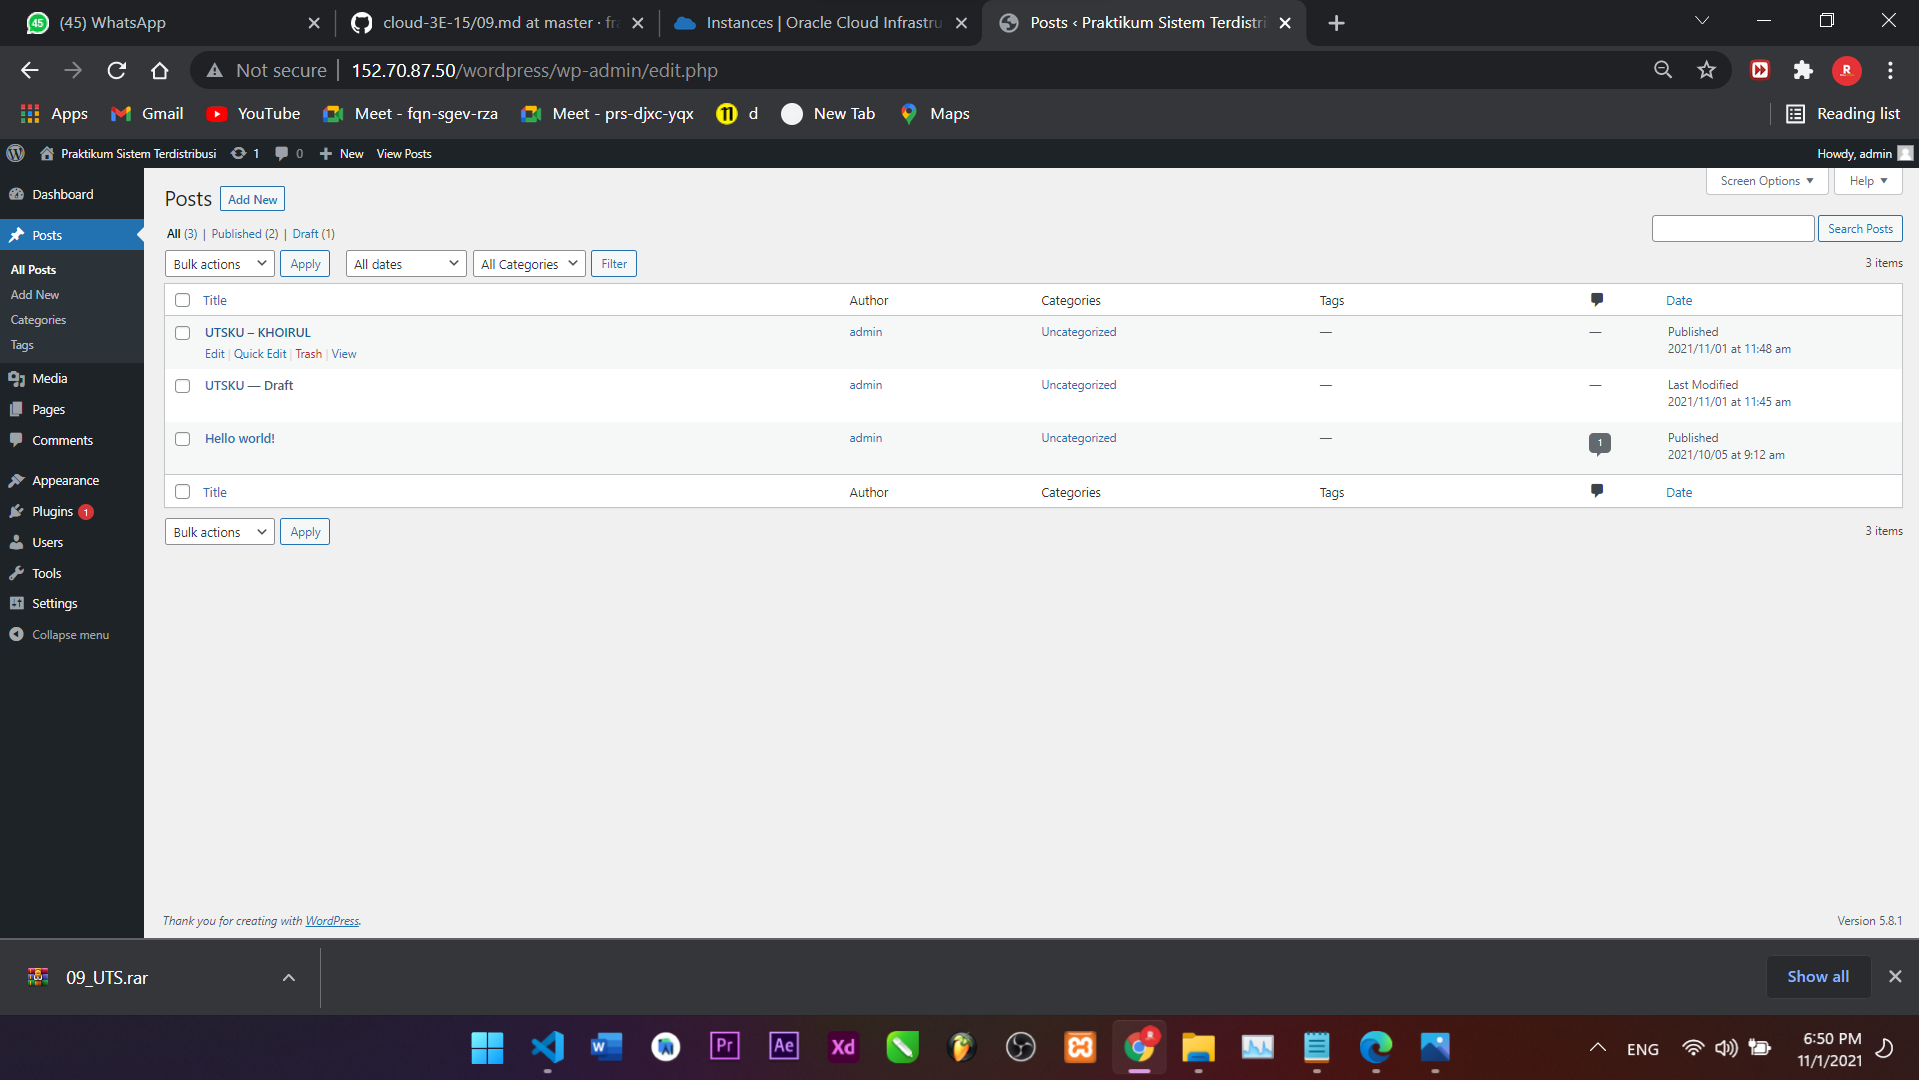 (45) WhatsApp
cloud-3E-15/09.md at master · fra
Instances | Oracle Cloud Infrastru
Posts ‹ Praktikum Sistem Terdistri
Not secure | 152.70.87.50/wordpress/wp-admin/edit.php
R
Apps Gmail YouTube Meet - fqn-sgev-rza Meet - prs-djxc-yqx d New Tab Maps Reading list
Praktikum Sistem Terdistribusi 1 0 New View Posts Howdy, admin
Dashboard
Posts
All Posts
Add New
Categories
Tags
Media
Pages
Comments
Appearance
Plugins 1
Users
Tools
Settings
Collapse menu
Screen Options Help
Posts Add New
All (3) | Published (2) | Draft (1)
Search Posts
Bulk actions Apply All dates All Categories Filter
3 items
Title Author Categories Tags Date
UTSKU – KHOIRUL admin Uncategorized — — Published
Edit | Quick Edit | Trash | View 2021/11/01 at 11:48 am
UTSKU — Draft admin Uncategorized — — Last Modified
2021/11/01 at 11:45 am
Hello world! admin Uncategorized — 1 Published
2021/10/05 at 9:12 am
Title Author Categories Tags Date
Bulk actions Apply
3 items
Thank you for creating with WordPress.
Version 5.8.1
09_UTS.rar
Show all
Pr Ae Xd
ENG
6:50 PM
11/1/2021